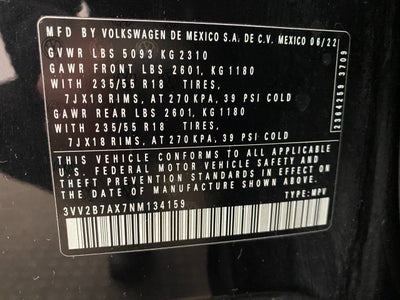 BY VOLKSWAGEN DE MEXICO S.A. DE C.V. MEXICO 06/22
GVWR LBS 5093 KG 2310
GAWR FRONT LBS 2601, KG 1180
WITH 235/55 R18 TIRES,
7JX18 RIMS, AT 270 KPA, 39 PSI COLD
GAWR REAR LBS 2601, KG 1180
WITH 235/55 R18 TIRES,
7JX18 RIMS, AT 270 KPA, 39 PSI COLD
THIS VEHICLE CONFORMS TO ALL APPLICABLE
U.S. FEDERAL MOTOR VEHICLE SAFETY AND
THEFT PREVENTION STANDARDS IN EFFECT ON
THE DATE OF MANUFACTURE SHOWN ABOVE.
3VV2B7AX7NM134159 TYPE: MPV
2364259 3709